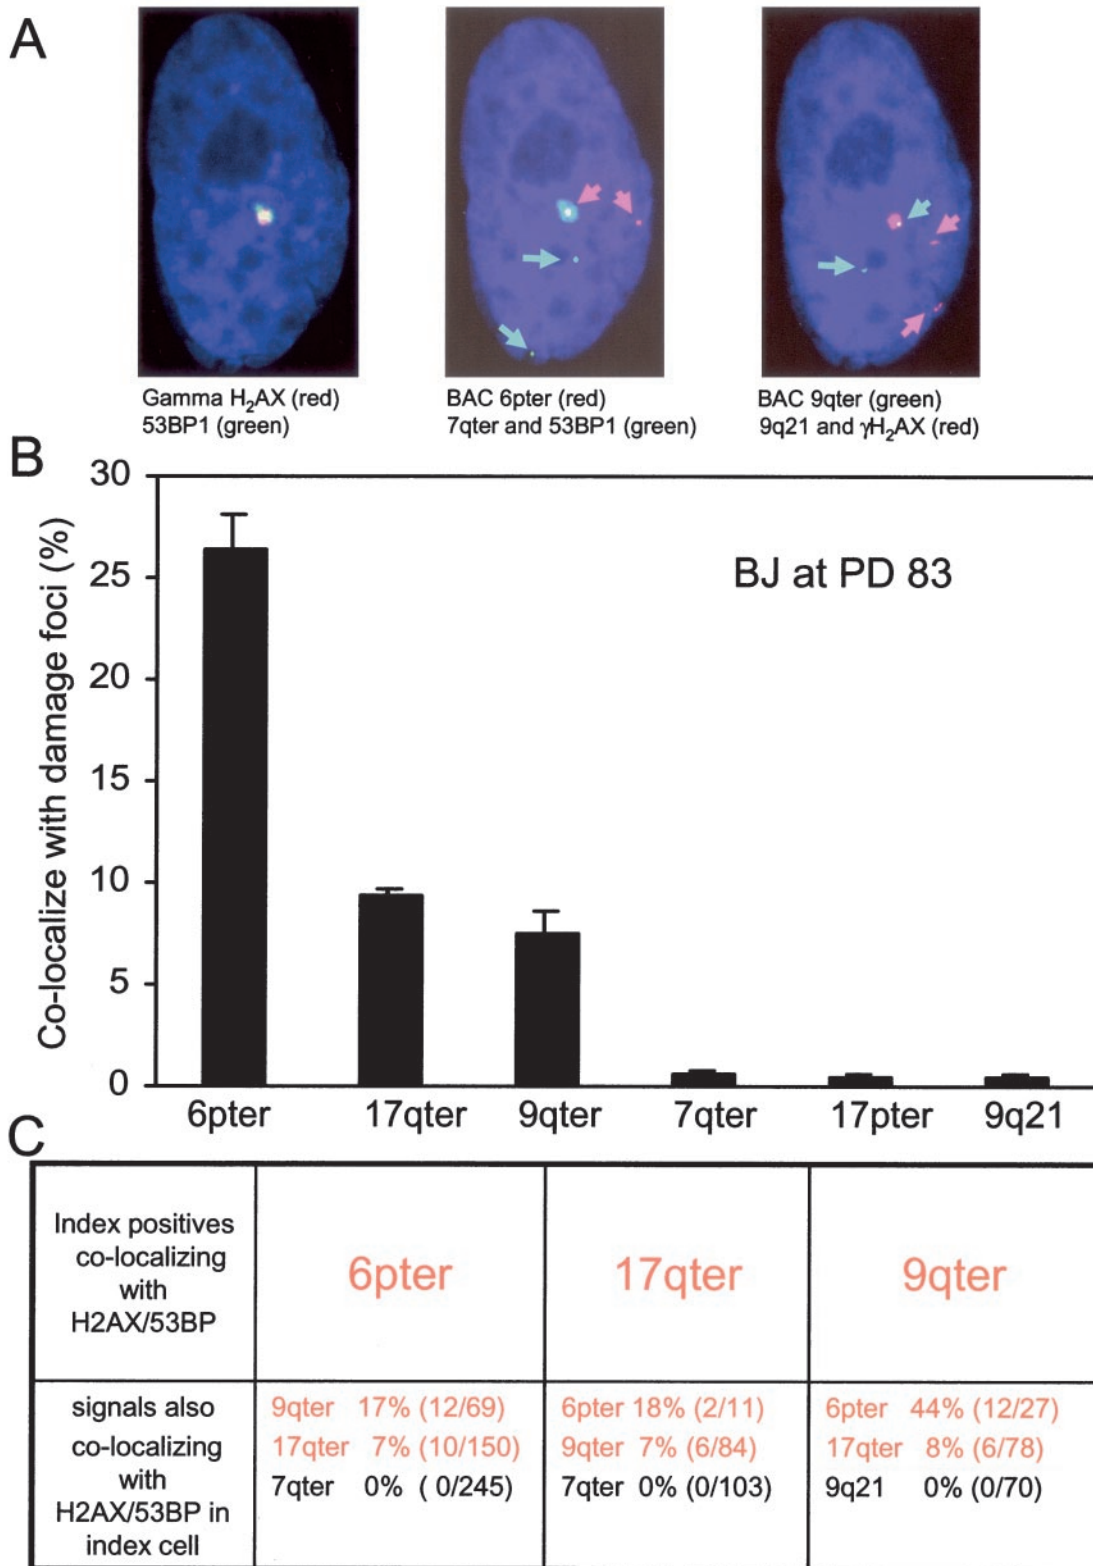 A
Gamma H2AX (red)
53BP1 (green)
BAC 6pter (red)
7qter and 53BP1 (green)
BAC 9qter (green)
9q21 and γH2AX (red)
B
Co-localize with damage foci (%)
30
25
20
15
10
5
0
BJ at PD 83
6pter 17qter 9qter 7qter 17pter 9q21
C
Index positives
co-localizing
with
H2AX/53BP
6pter
17qter
9qter
signals also
co-localizing
with
H2AX/53BP in
index cell
9qter 17% (12/69)
17qter 7% (10/150)
7qter 0% ( 0/245)
6pter 18% (2/11)
9qter 7% (6/84)
7qter 0% (0/103)
6pter 44% (12/27)
17qter 8% (6/78)
9q21 0% (0/70)